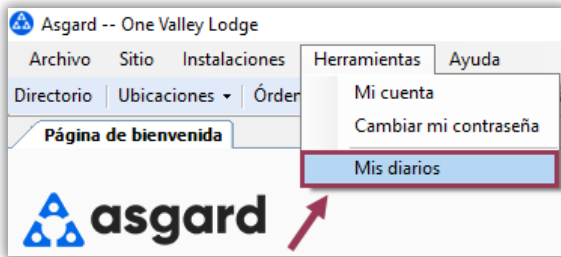 Asgard -- One Valley Lodge
Archivo Sitio Instalaciones Herramientas Ayuda
Directorio Ubicaciones Órder
Mi cuenta
Cambiar mi contraseña
Página de bienvenida
Mis diarios
asgard